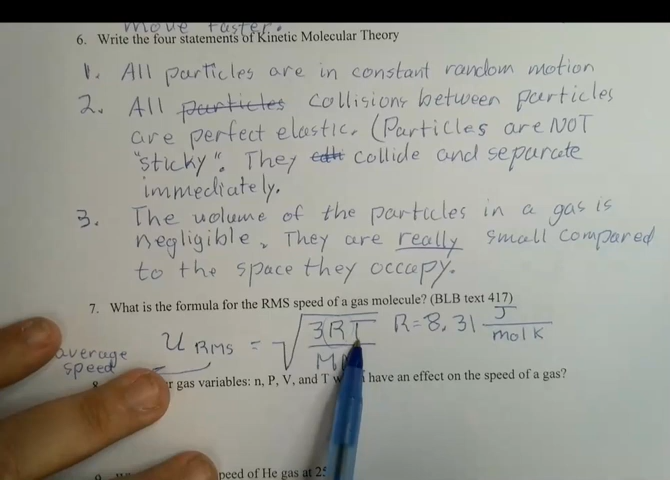 move faster.
6. Write the four statements of Kinetic Molecular Theory
1. All particles are in constant random motion
2. All particles collisions between particles
are perfect elastic. (Particles are NOT
"sticky". They collide and separate
immediately.
3. The volume of the particles in a gas is
negligible. They are really small compared
to the space they occupy.
7. What is the formula for the RMS speed of a gas molecule? (BLB text 417)
average
speed
U RMS = √ 3RT
R=8.31 J
mol K
gas variables: n, P, V, and T have an effect on the speed of a gas?
speed of He gas at